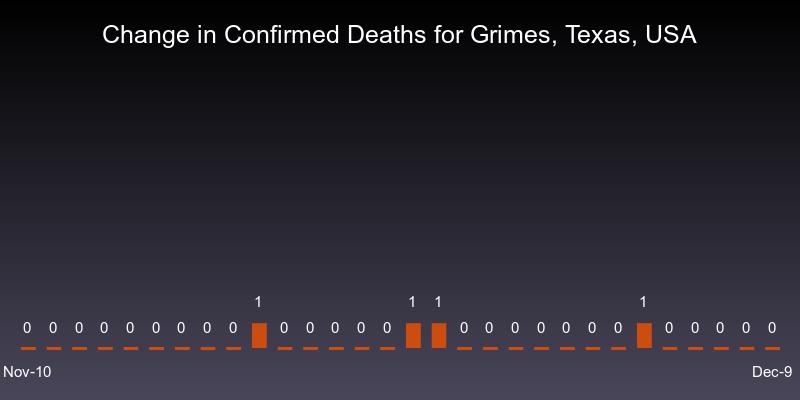 Change in Confirmed Deaths for Grimes, Texas, USA
1 1 1 1
0 0 0 0 0 0 0 0 0 0 0 0 0 0 0 0 0 0 0 0 0 0 0 0 0 0
Nov-10 Dec-9